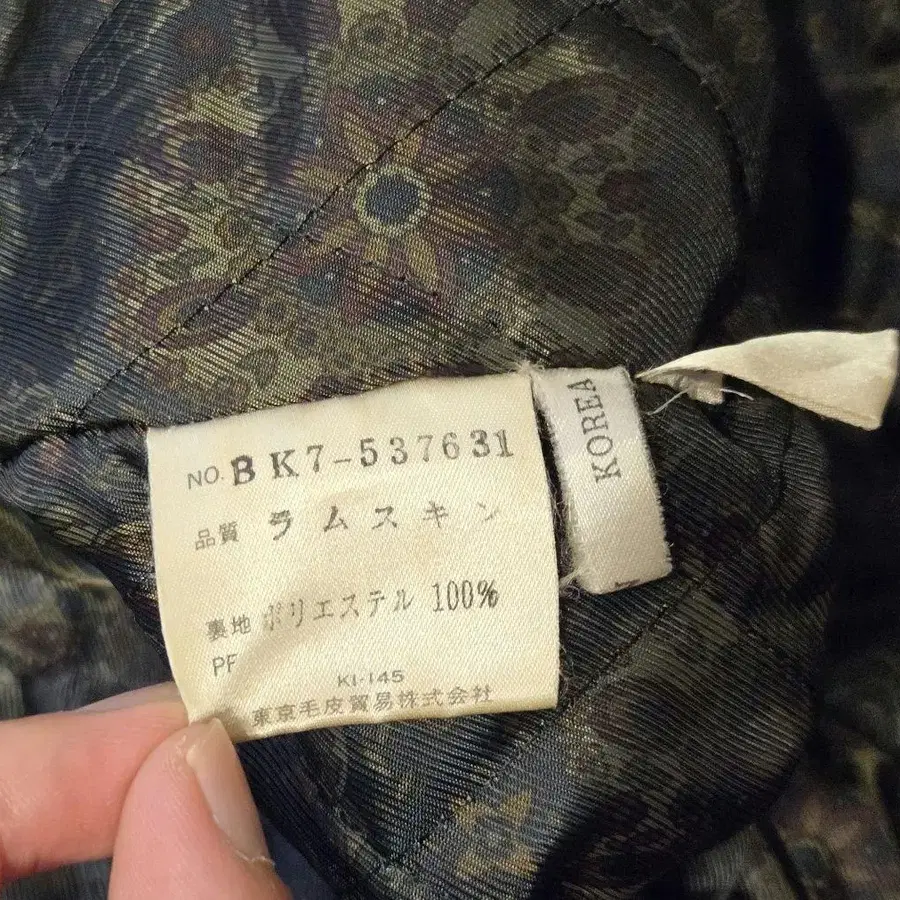 NO. BK7-537631
品質 ラムスキン
裏地 ポリエステル 100%
PF
KI-145
東京毛皮貿易株式会社
KOREA